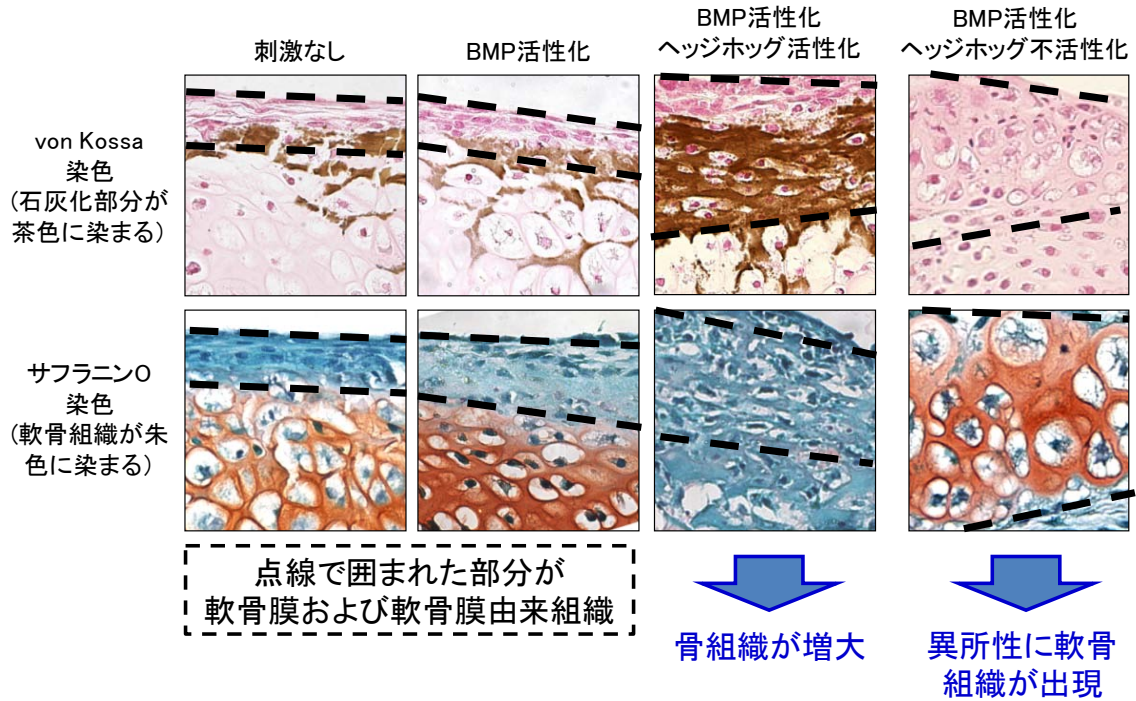 刺激なし
BMP活性化
BMP活性化
ヘッジホッグ活性化
BMP活性化
ヘッジホッグ不活性化
von Kossa
染色
(石灰化部分が
茶色に染まる)
サフラニンO
染色
(軟骨組織が朱
色に染まる)
点線で囲まれた部分が
軟骨膜および軟骨膜由来組織
骨組織が増大
異所性に軟骨
組織が出現